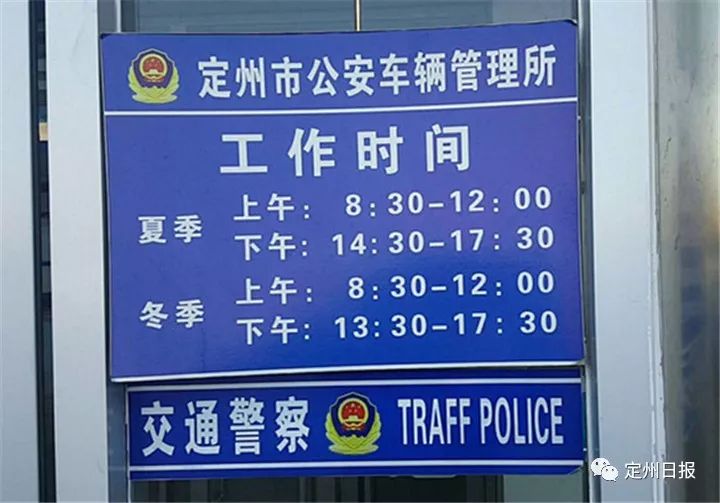 定州市公安车辆管理所
工作时间
夏季
上午: 8:30-12:00
下午: 14:30-17:30
冬季
上午: 8:30-12:00
下午: 13:30-17:30
交通警察 TRAFF POLICE
定州日报